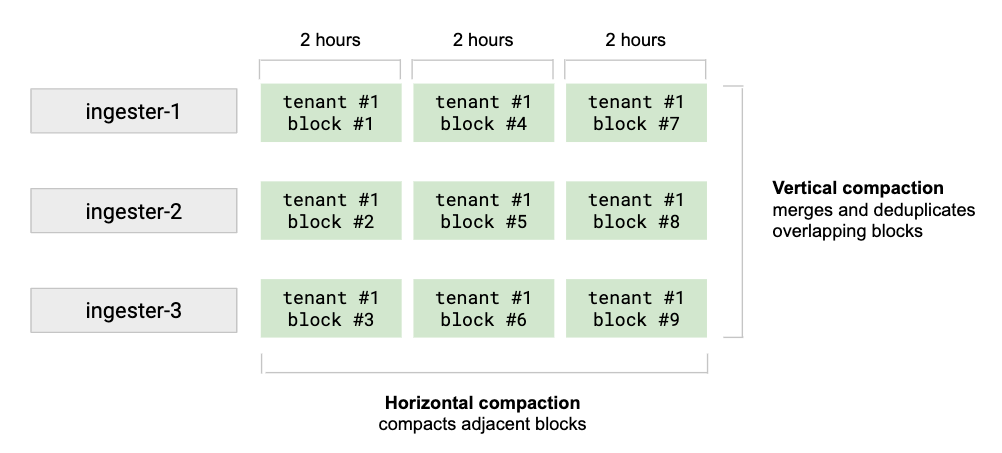 2 hours
2 hours
2 hours
ingester-1
tenant #1
block #1
tenant #1
block #4
tenant #1
block #7
ingester-2
tenant #1
block #2
tenant #1
block #5
tenant #1
block #8
Vertical compaction
merges and deduplicates
overlapping blocks
ingester-3
tenant #1
block #3
tenant #1
block #6
tenant #1
block #9
Horizontal compaction
compacts adjacent blocks